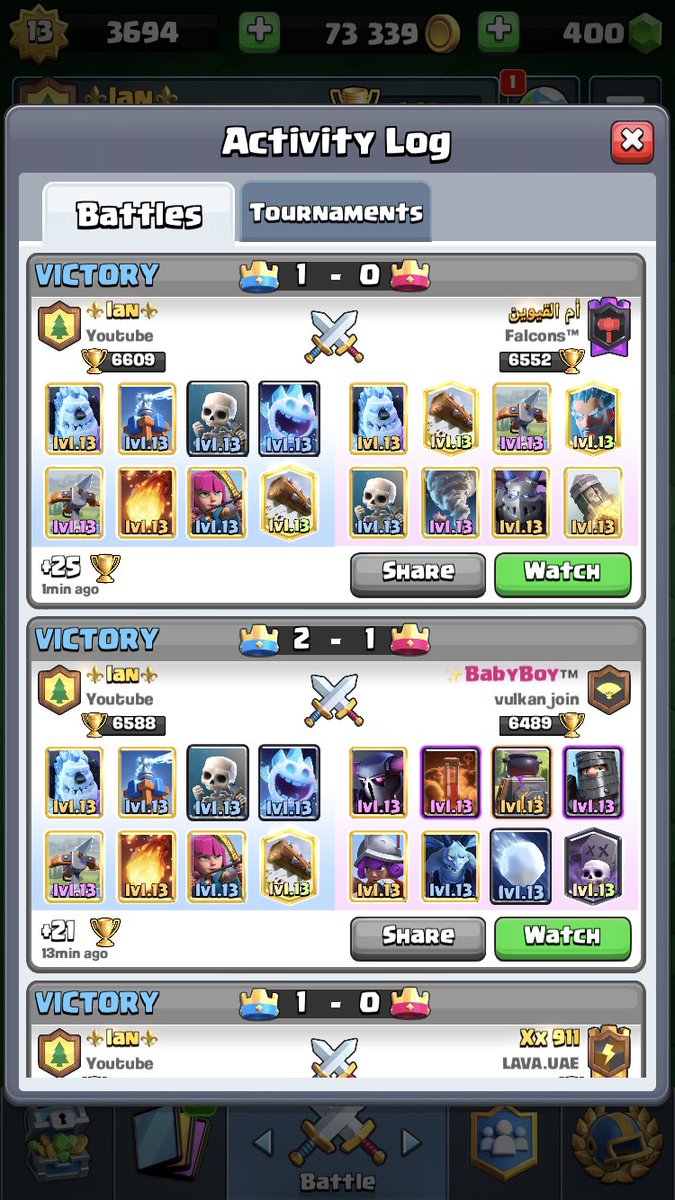 13 3694 73 339 400
⚜Ian⚜ 1
Activity Log
Battles Tournaments
VICTORY 1 - 0
⚜Ian⚜ أم القيوين
Youtube Falcons™
6609 6552
lvl.13 lvl.13 lvl.13 lvl.13 lvl.13 lvl.13 lvl.13 lvl.13
lvl.13 lvl.13 lvl.13 lvl.13 lvl.13 lvl.13 lvl.13 lvl.13
+25 Share Watch
1min ago
VICTORY 2 - 1
⚜Ian⚜ ✨BabyBoy™
Youtube vulkan join
6588 6489
lvl.13 lvl.13 lvl.13 lvl.13 lvl.13 lvl.13 lvl.13 lvl.13
lvl.13 lvl.13 lvl.13 lvl.13 lvl.13 lvl.13 lvl.13 lvl.13
+21 Share Watch
13min ago
VICTORY 1 - 0
⚜Ian⚜ Xx 911
Youtube LAVA.UAE
Battle